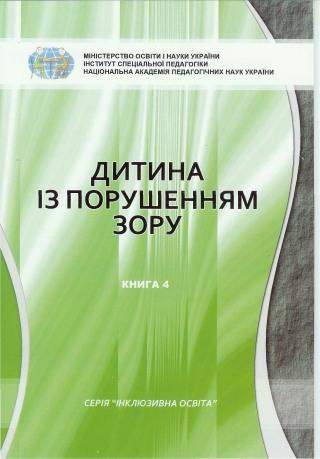 МІНІСТЕРСТВО ОСВІТИ І НАУКИ УКРАЇНИ
ІНСТИТУТ СПЕЦІАЛЬНОЇ ПЕДАГОГІКИ
НАЦІОНАЛЬНА АКАДЕМІЯ ПЕДАГОГІЧНИХ НАУК УКРАЇНИ
ДИТИНА
ІЗ ПОРУШЕННЯМ
ЗОРУ
КНИГА 4
СЕРІЯ "ІНКЛЮЗИВНА ОСВІТА"